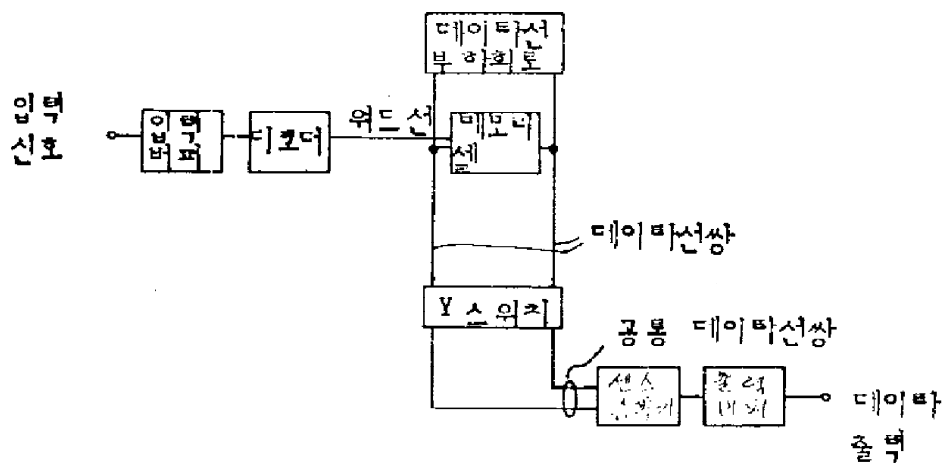 데이타선
부하회로
입력
신호
입력
버퍼
디코더
워드선
메모리
셀
데이타선쌍
Y 스위치
공통 데이타선쌍
센스
증폭기
출력
버퍼
데이타
출력